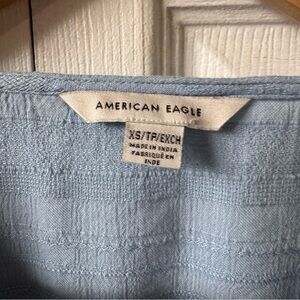 AMERICAN EAGLE
XS/TP/EXCH
MADE IN INDIA
FABRIQUÉ EN
INDE